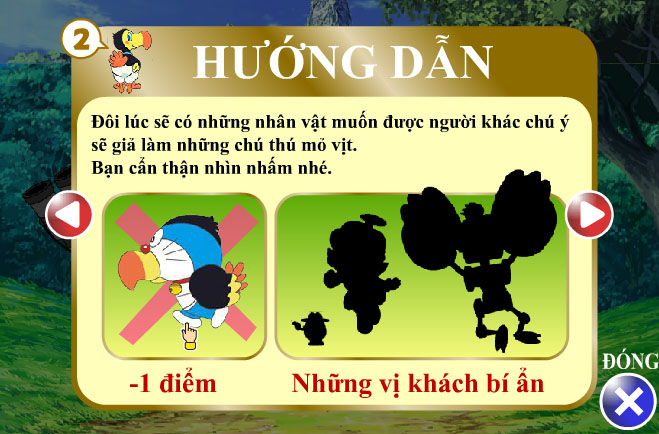 2
HƯỚNG DẪN
Đôi lúc sẽ có những nhân vật muốn được người khác chú ý
sẽ giả làm những chú thú mỏ vịt.
Bạn cẩn thận nhìn nhấm nhé.
-1 điểm
Những vị khách bí ẩn
ĐÓNG